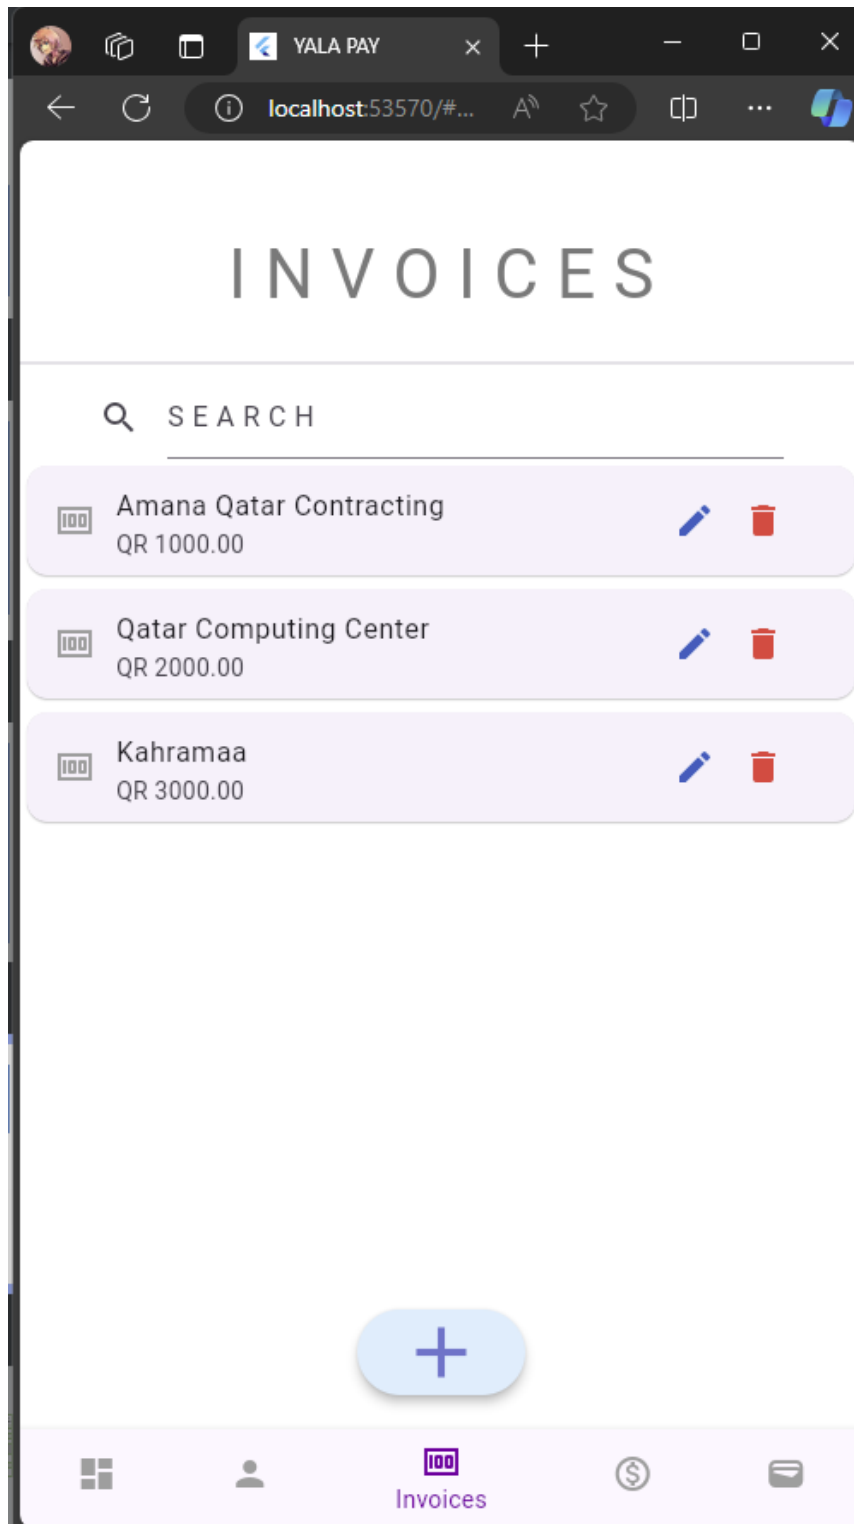 YALA PAY
localhost:53570/#...
INVOICES
SEARCH
Amana Qatar Contracting
QR 1000.00
Qatar Computing Center
QR 2000.00
Kahramaa
QR 3000.00
Invoices